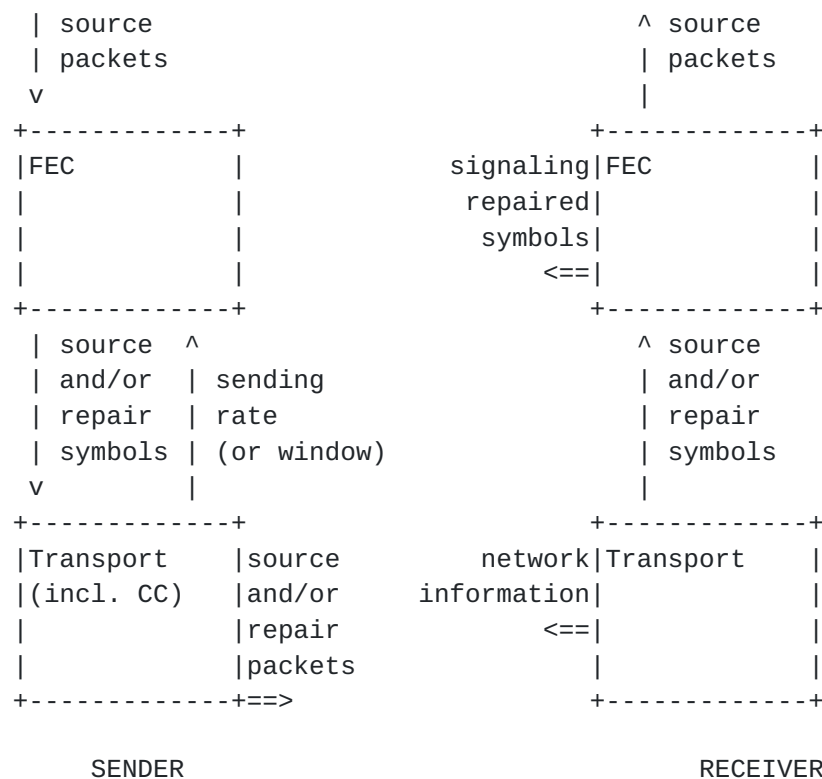 | source                                ^ source
 | packets                               | packets
 v                                       |
+-------------+                       +-------------+
|FEC          |              signaling|FEC          |
|             |               repaired|             |
|             |                symbols|             |
|             |                    <==|             |
+-------------+                       +-------------+
 | source  ^                             ^ source
 | and/or  | sending                     | and/or
 | repair  | rate                        | repair
 | symbols | (or window)                 | symbols
 v         |                             |
+-------------+                       +-------------+
|Transport    |source          network|Transport    |
|(incl. CC)   |and/or      information|             |
|             |repair              <==|             |
|             |packets                |             |
+-------------+==>                    +-------------+
     SENDER                                  RECEIVER